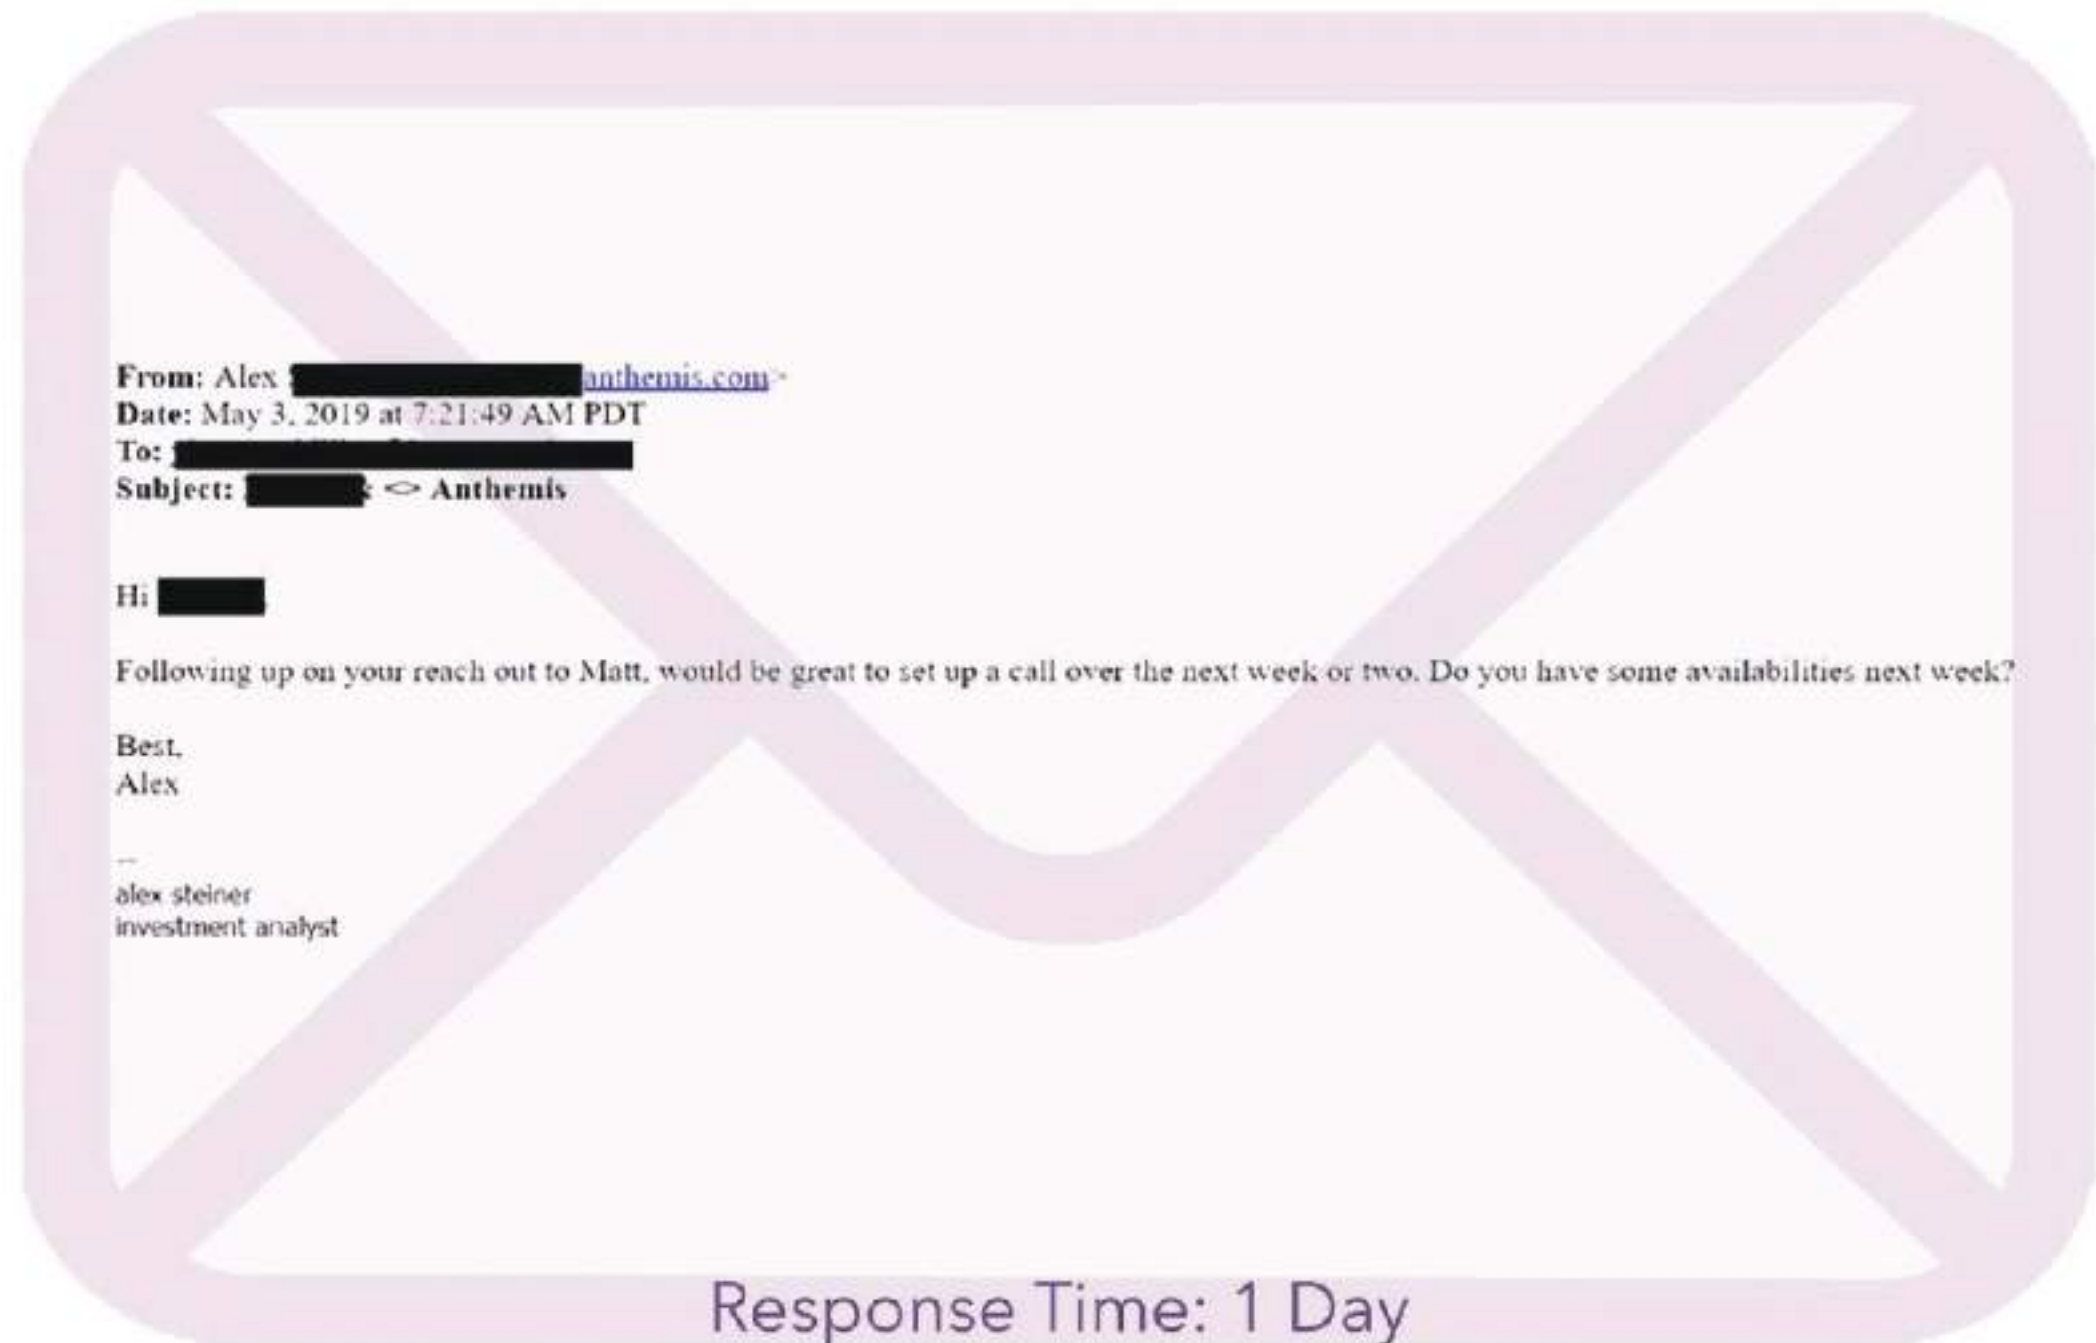 From: Alex anthemis.com>
Date: May 3, 2019 at 7:21:49 AM PDT
To:
Subject: <> Anthemis
Hi
Following up on your reach out to Matt, would be great to set up a call over the next week or two. Do you have some availabilities next week?
Best,
Alex
--
alex steiner
investment analyst
Response Time: 1 Day